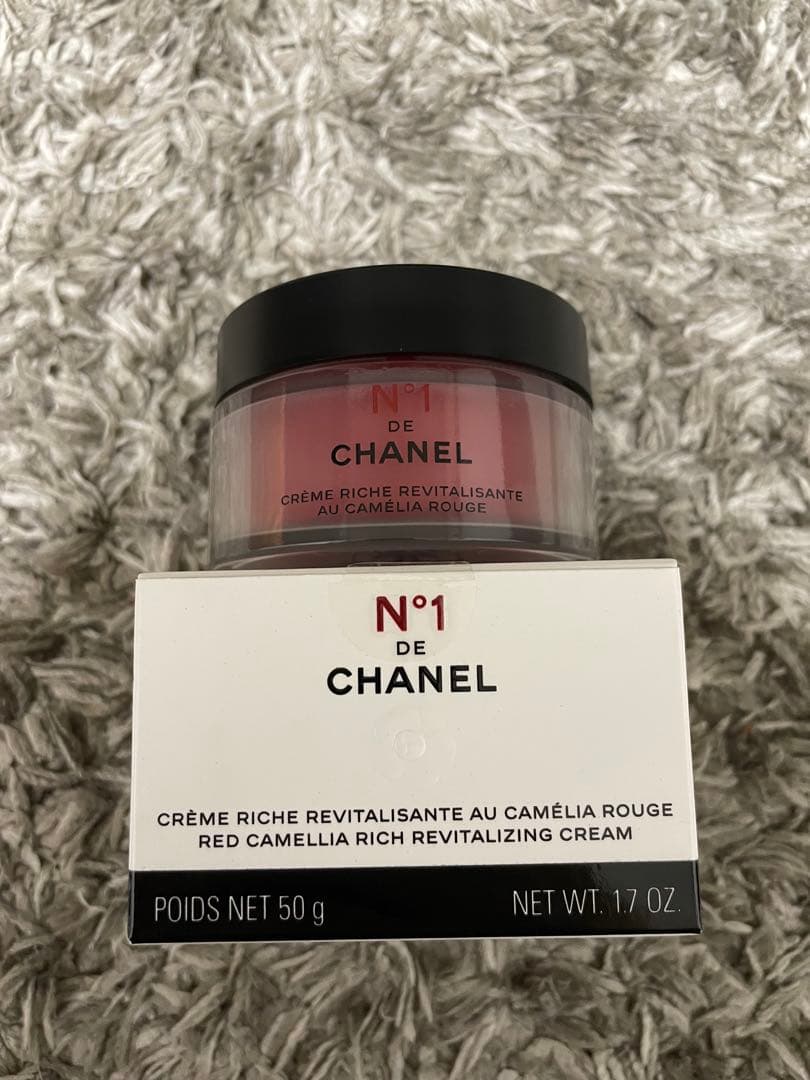 N°1
DE
CHANEL
CRÈME RICHE REVITALISANTE
AU CAMÉLIA ROUGE
N°1
DE
CHANEL
CRÈME RICHE REVITALISANTE AU CAMÉLIA ROUGE
RED CAMELLIA RICH REVITALIZING CREAM
POIDS NET 50 g NET WT. 1.7 OZ.